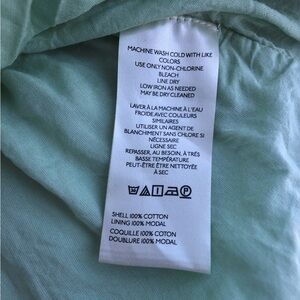 MACHINE WASH COLD WITH LIKE
COLORS
USE ONLY NON-CHLORINE
BLEACH
LINE DRY
LOW IRON AS NEEDED
MAY BE DRY CLEANED
LAVER À LA MACHINE À L'EAU
FROIDE AVEC COULEURS
SIMILAIRES
UTILISER UN AGENT DE
BLANCHIMENT SANS CHLORE SI
NÉCESSAIRE
LIGNE SEC
REPASSER, AU BESOIN, À TRÈS
BASSE TEMPÉRATURE
PEUT-ÊTRE ÊTRE NETTOYÉE
À SEC
SHELL 100% COTTON
LINING 100% MODAL
COQUILLE 100% COTON
DOUBLURE 100% MODAL